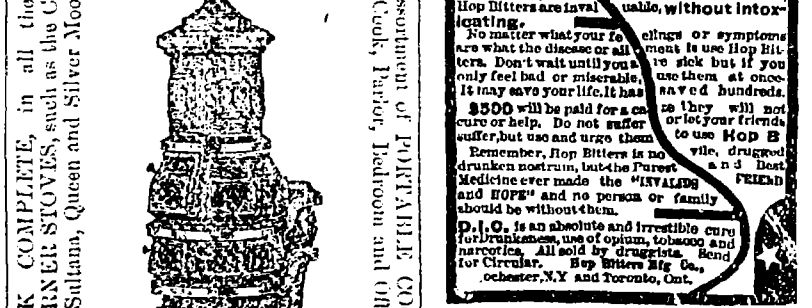 K COMPLETE, in all the
RNER STOVES, such as the C
Sultana, Queen and Silver Moo
ssortment of PORTABLE CO
Cook, Parlor, Bedroom and Of
Hop Bitters are inval uable, without intox-
icating.
No matter what your fe elings or symptoms
are what the disease or ail ment is use Hop Bit-
ters. Don't wait until you a re sick but if you
only feel bad or miserable, use them at once.
It may save your life. It has saved hundreds.
$500 will be paid for a ca se they will not
cure or help. Do not suffer or let your friends
suffer, but use and urge them to use Hop B
Remember, Hop Bitters is no vile, drugged
drunken nostrum, but the Purest and Best
Medicine ever made the "INVALIDS FRIEND
and HOPE" and no person or family
should be without them.
D.I.C. is an absolute and irrestible cure
for Drunkeness, use of opium, tobacco and
narcotics. All sold by druggists. Send
for Circular. Hop Bitters Mfg Co.,
ochester, N.Y and Toronto, Ont.